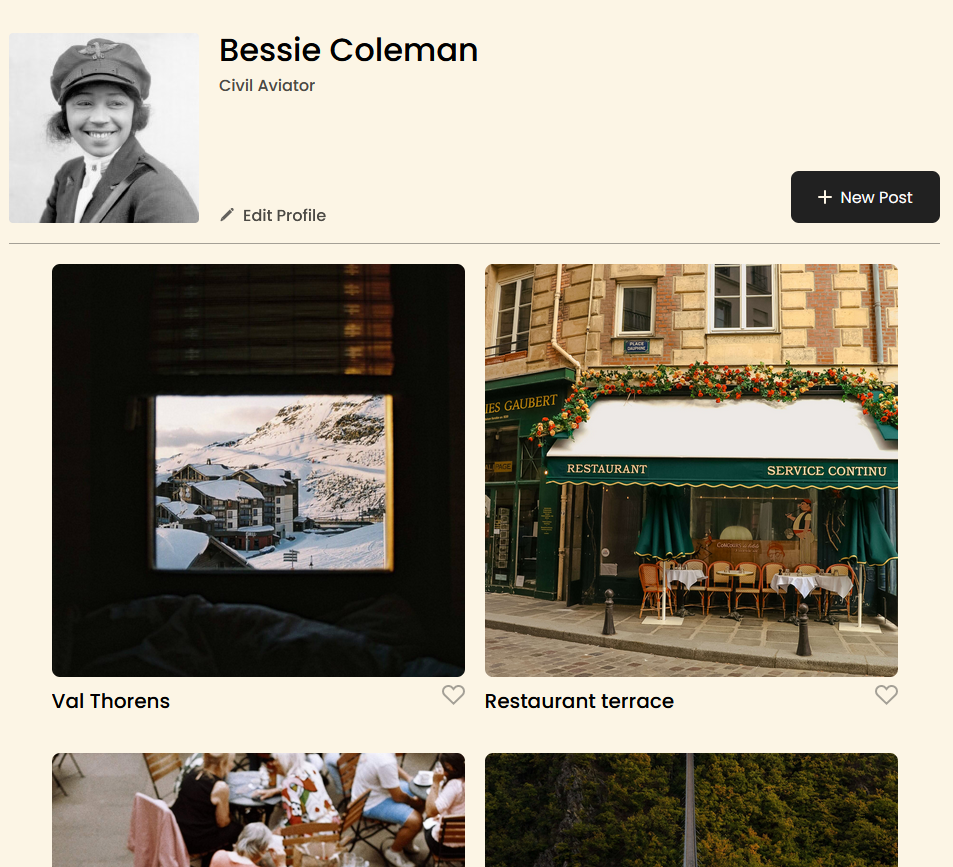 Bessie Coleman
Civil Aviator
Edit Profile
New Post
PLACE
DAUPHINE
IES GAUBERT
RESTAURANT
SERVICE CONTINU
Val Thorens
Restaurant terrace